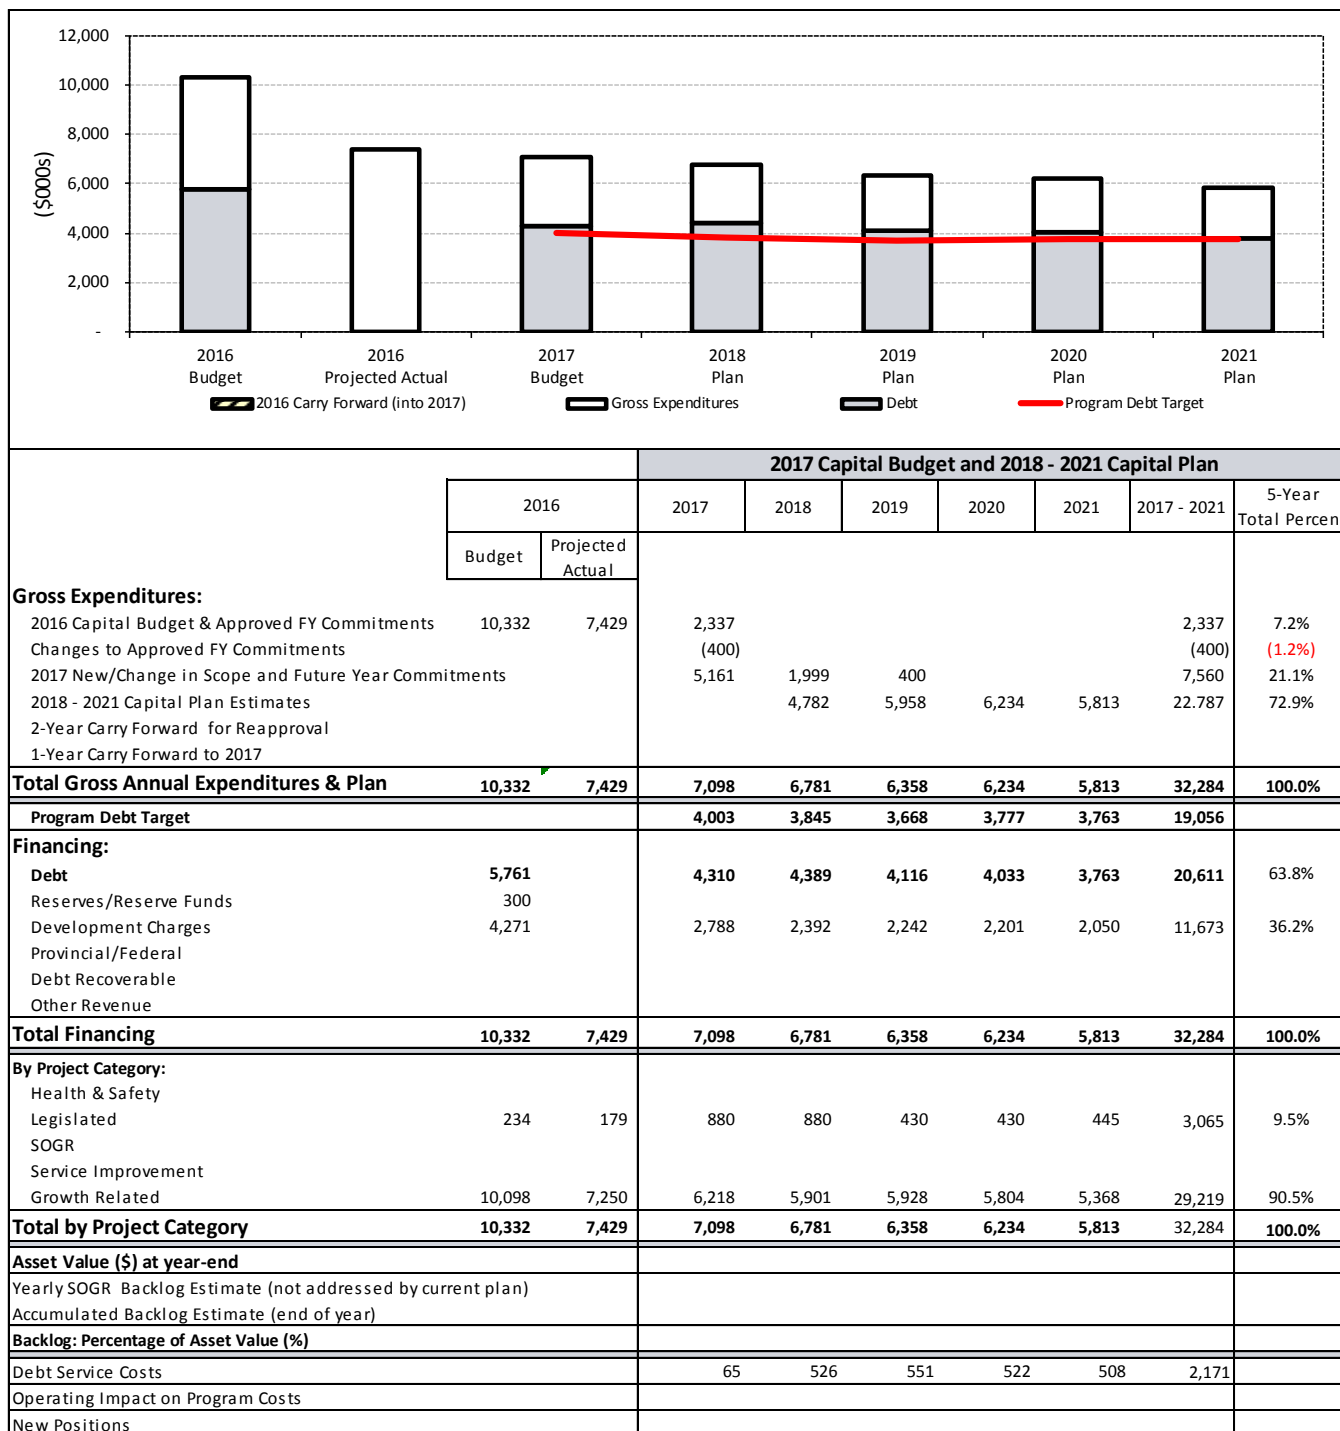 12,000
10,000
8,000
6,000
4,000
2,000
-
($000s)
2016 Budget
2016 Projected Actual
2017 Budget
2018 Plan
2019 Plan
2020 Plan
2021 Plan
2016 Carry Forward (into 2017) Gross Expenditures Debt Program Debt Target
2017 Capital Budget and 2018 - 2021 Capital Plan
2016 2017 2018 2019 2020 2021 2017 - 2021 5-Year Total Percen
Budget Projected Actual
Gross Expenditures:
2016 Capital Budget & Approved FY Commitments 10,332 7,429 2,337 2,337 7.2%
Changes to Approved FY Commitments (400) (400) (1.2%)
2017 New/Change in Scope and Future Year Commitments 5,161 1,999 400 7,560 21.1%
2018 - 2021 Capital Plan Estimates 4,782 5,958 6,234 5,813 22.787 72.9%
2-Year Carry Forward for Reapproval
1-Year Carry Forward to 2017
Total Gross Annual Expenditures & Plan 10,332 7,429 7,098 6,781 6,358 6,234 5,813 32,284 100.0%
Program Debt Target 4,003 3,845 3,668 3,777 3,763 19,056
Financing:
Debt 5,761 4,310 4,389 4,116 4,033 3,763 20,611 63.8%
Reserves/Reserve Funds 300
Development Charges 4,271 2,788 2,392 2,242 2,201 2,050 11,673 36.2%
Provincial/Federal
Debt Recoverable
Other Revenue
Total Financing 10,332 7,429 7,098 6,781 6,358 6,234 5,813 32,284 100.0%
By Project Category:
Health & Safety
Legislated 234 179 880 880 430 430 445 3,065 9.5%
SOGR
Service Improvement
Growth Related 10,098 7,250 6,218 5,901 5,928 5,804 5,368 29,219 90.5%
Total by Project Category 10,332 7,429 7,098 6,781 6,358 6,234 5,813 32,284 100.0%
Asset Value ($) at year-end
Yearly SOGR Backlog Estimate (not addressed by current plan)
Accumulated Backlog Estimate (end of year)
Backlog: Percentage of Asset Value (%)
Debt Service Costs 65 526 551 522 508 2,171
Operating Impact on Program Costs
New Positions